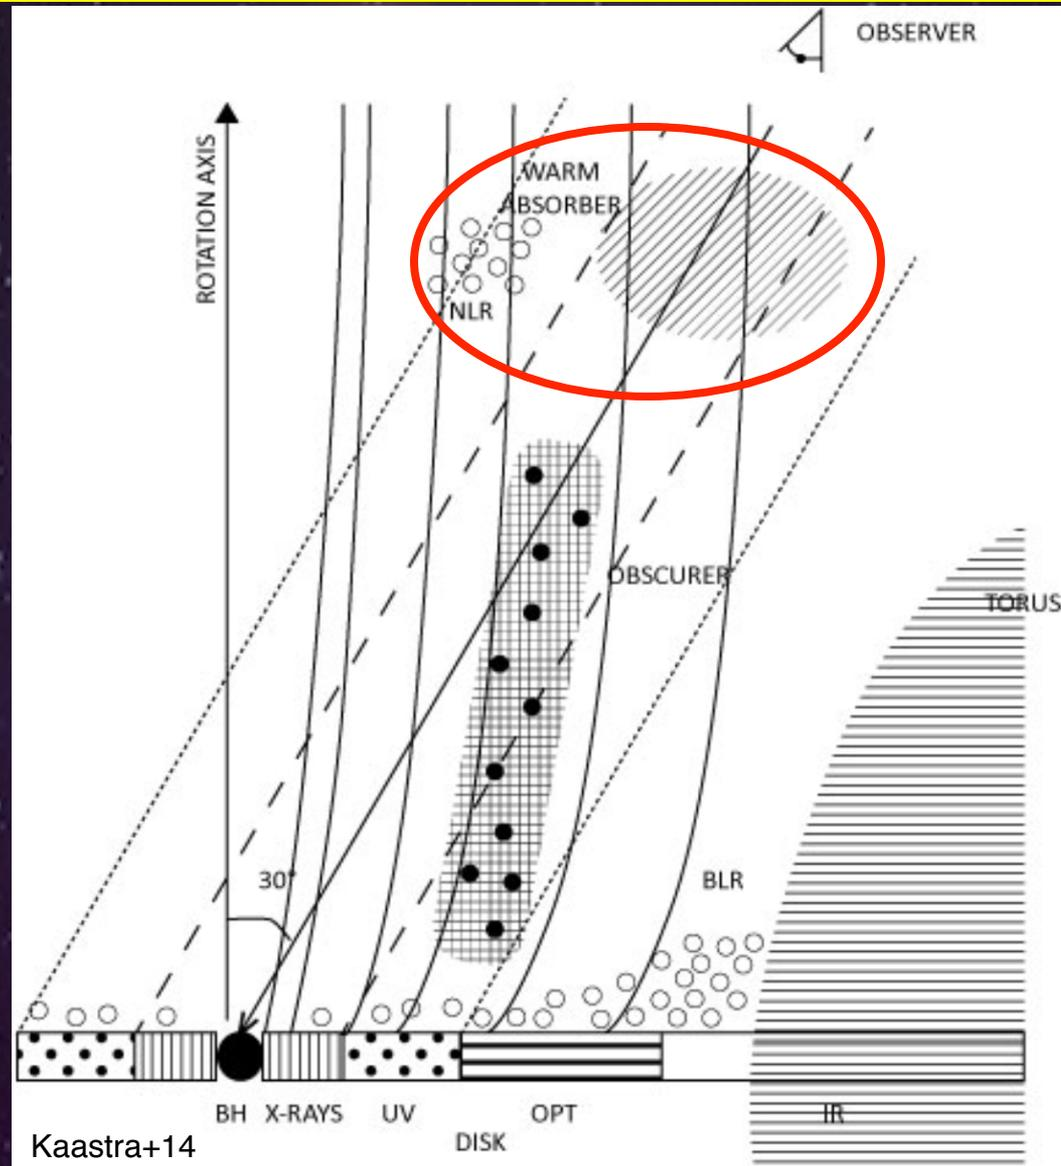 OBSERVER
ROTATION AXIS
WARM
ABSORBER
NLR
OBSCURER
TORUS
30°
BLR
BH X-RAYS UV OPT IR
DISK
Kaastra+14